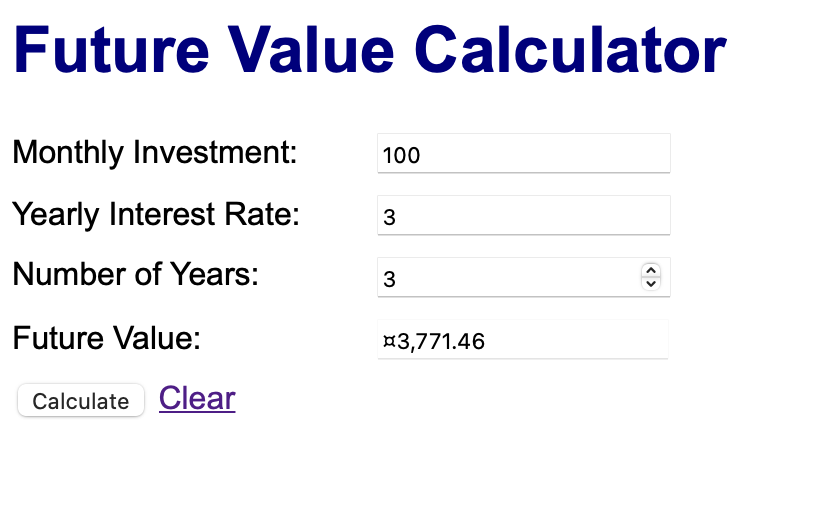 Future Value Calculator
Monthly Investment: 100
Yearly Interest Rate: 3
Number of Years: 3
Future Value: ¤3,771.46
Calculate Clear